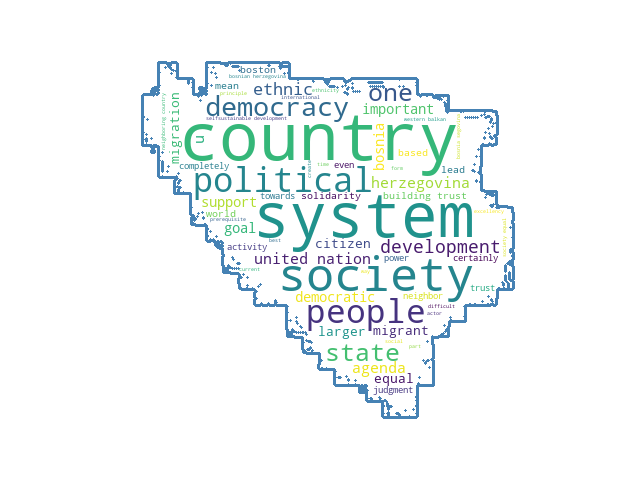 boston
bosnian herzegovina
mean
ethnic
ethnicity
one
principle
international
democracy
important
selfsustainable development
western balkan
neighboring country
migration
u
country
bosnia
based
completely
create
time
even
form
lead
political
herzegovina
support
towards
solidarity
building trust
world
prerequisite
system
goal
activity
best
citizen
development
united nation
power
certainly
current
society
trust
democratic
neighbor
people
difficult
actor
larger
migrant
social
part
state
agenda
equal
judgment